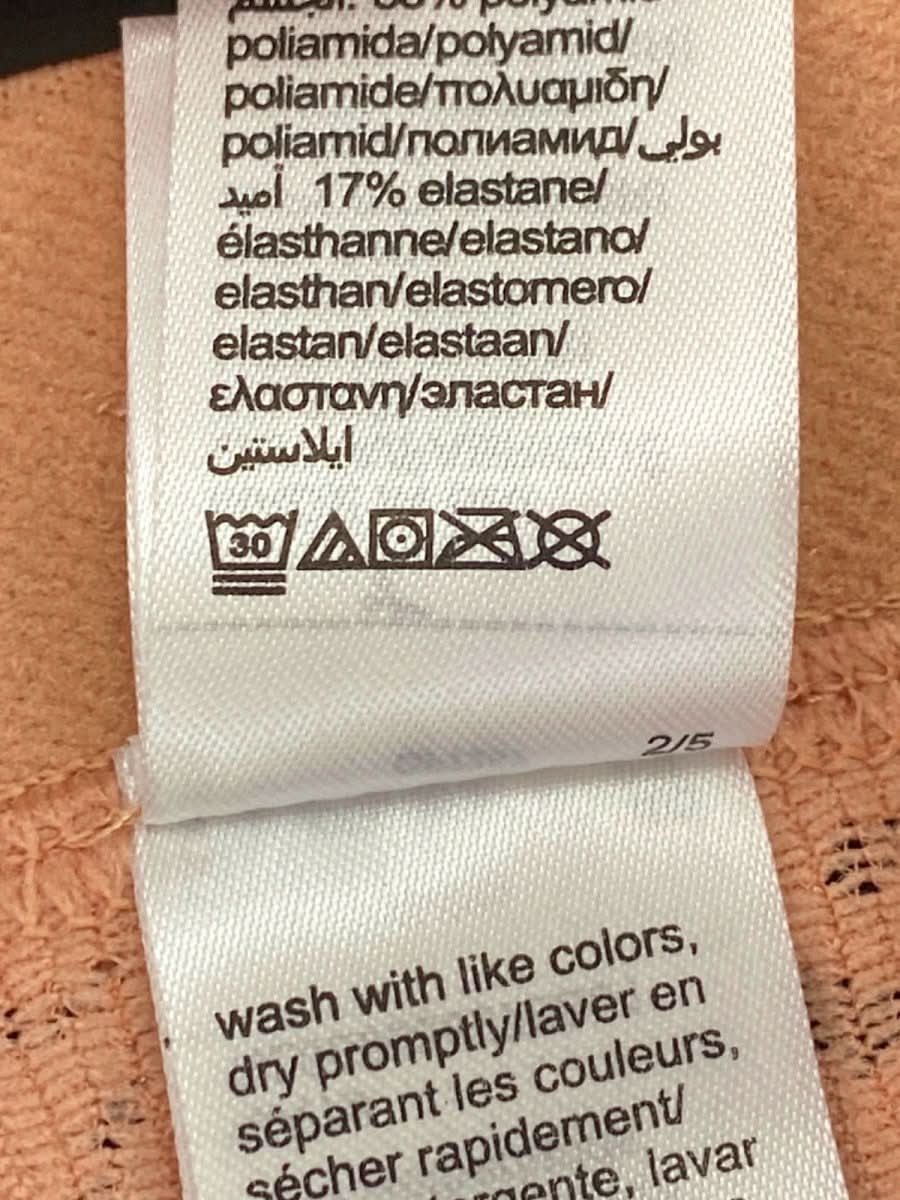 poliamida/polyamid/
poliamide/πολυαμιδη/
poliamid/полиамид/بولي
أميد 17% elastane/
élasthanne/elastano/
elasthan/elastomero/
elastan/elastaan/
ελαστανη/эластан/
ايلاستين
30
2/5
wash with like colors,
dry promptly/laver en
séparant les couleurs,
sécher rapidement/
lavar